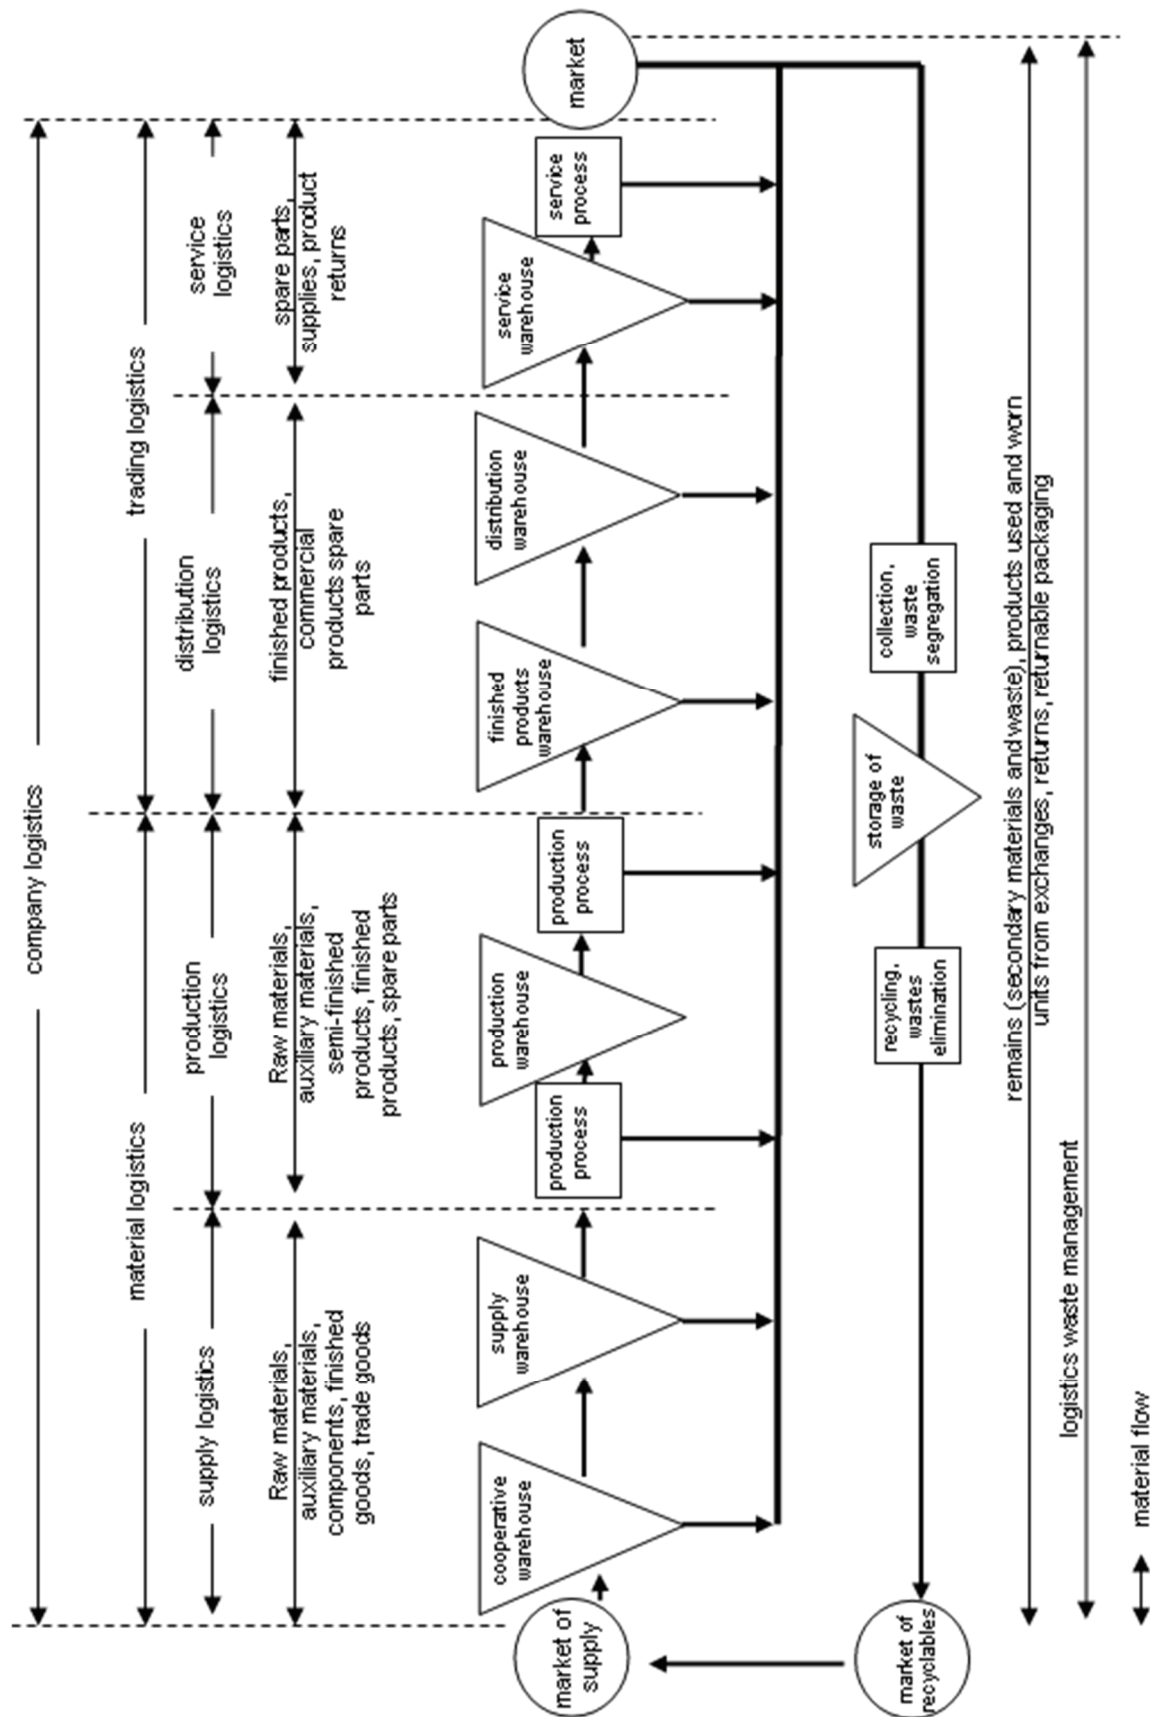 company logistics
material logistics
trading logistics
supply logistics
production
logistics
distribution
logistics
service
logistics
Raw materials,
auxiliary materials,
components, finished
goods, trade goods
Raw materials,
auxiliary materials,
semi-finished
products, finished
products, spare parts
finished products,
commercial
products spare
parts
spare parts,
supplies, product
returns
market of
supply
cooperative
warehouse
supply
warehouse
production
process
production
warehouse
production
process
finished
products
warehouse
distribution
warehouse
service
warehouse
service
process
market
market of
recyclables
recycling,
wastes
elimination
storage of
waste
collection,
waste
segregation
remains (secondary materials and waste), products used and worn
units from exchanges, returns, returnable packaging
logistics waste management
material flow